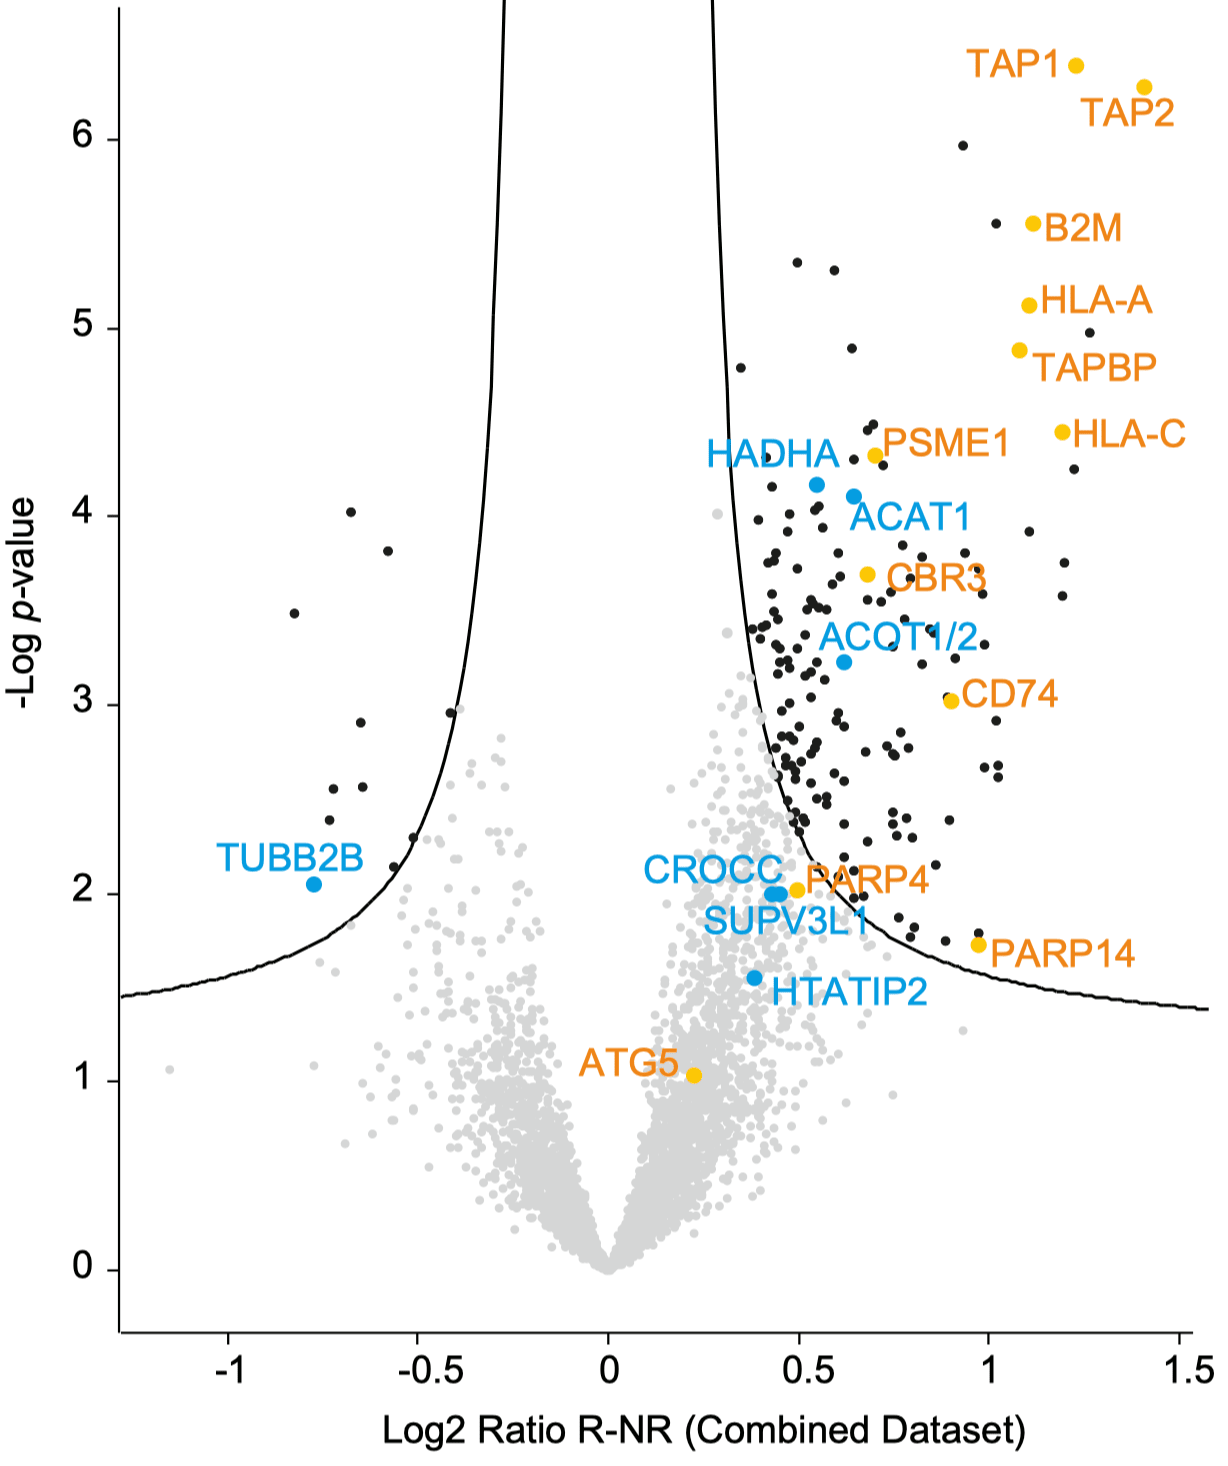 TAP1
TAP2
6
B2M
HLA-A
5
TAPBP
HLA-C
PSME1
HADHA
4
ACAT1
CBR3
ACOT1/2
-Log p-value
3
CD74
TUBB2B
CROCC
PARP4
2
SUPV3L1
PARP14
HTATIP2
ATG5
1
0
-1 -0.5 0 0.5 1 1.5
Log2 Ratio R-NR (Combined Dataset)